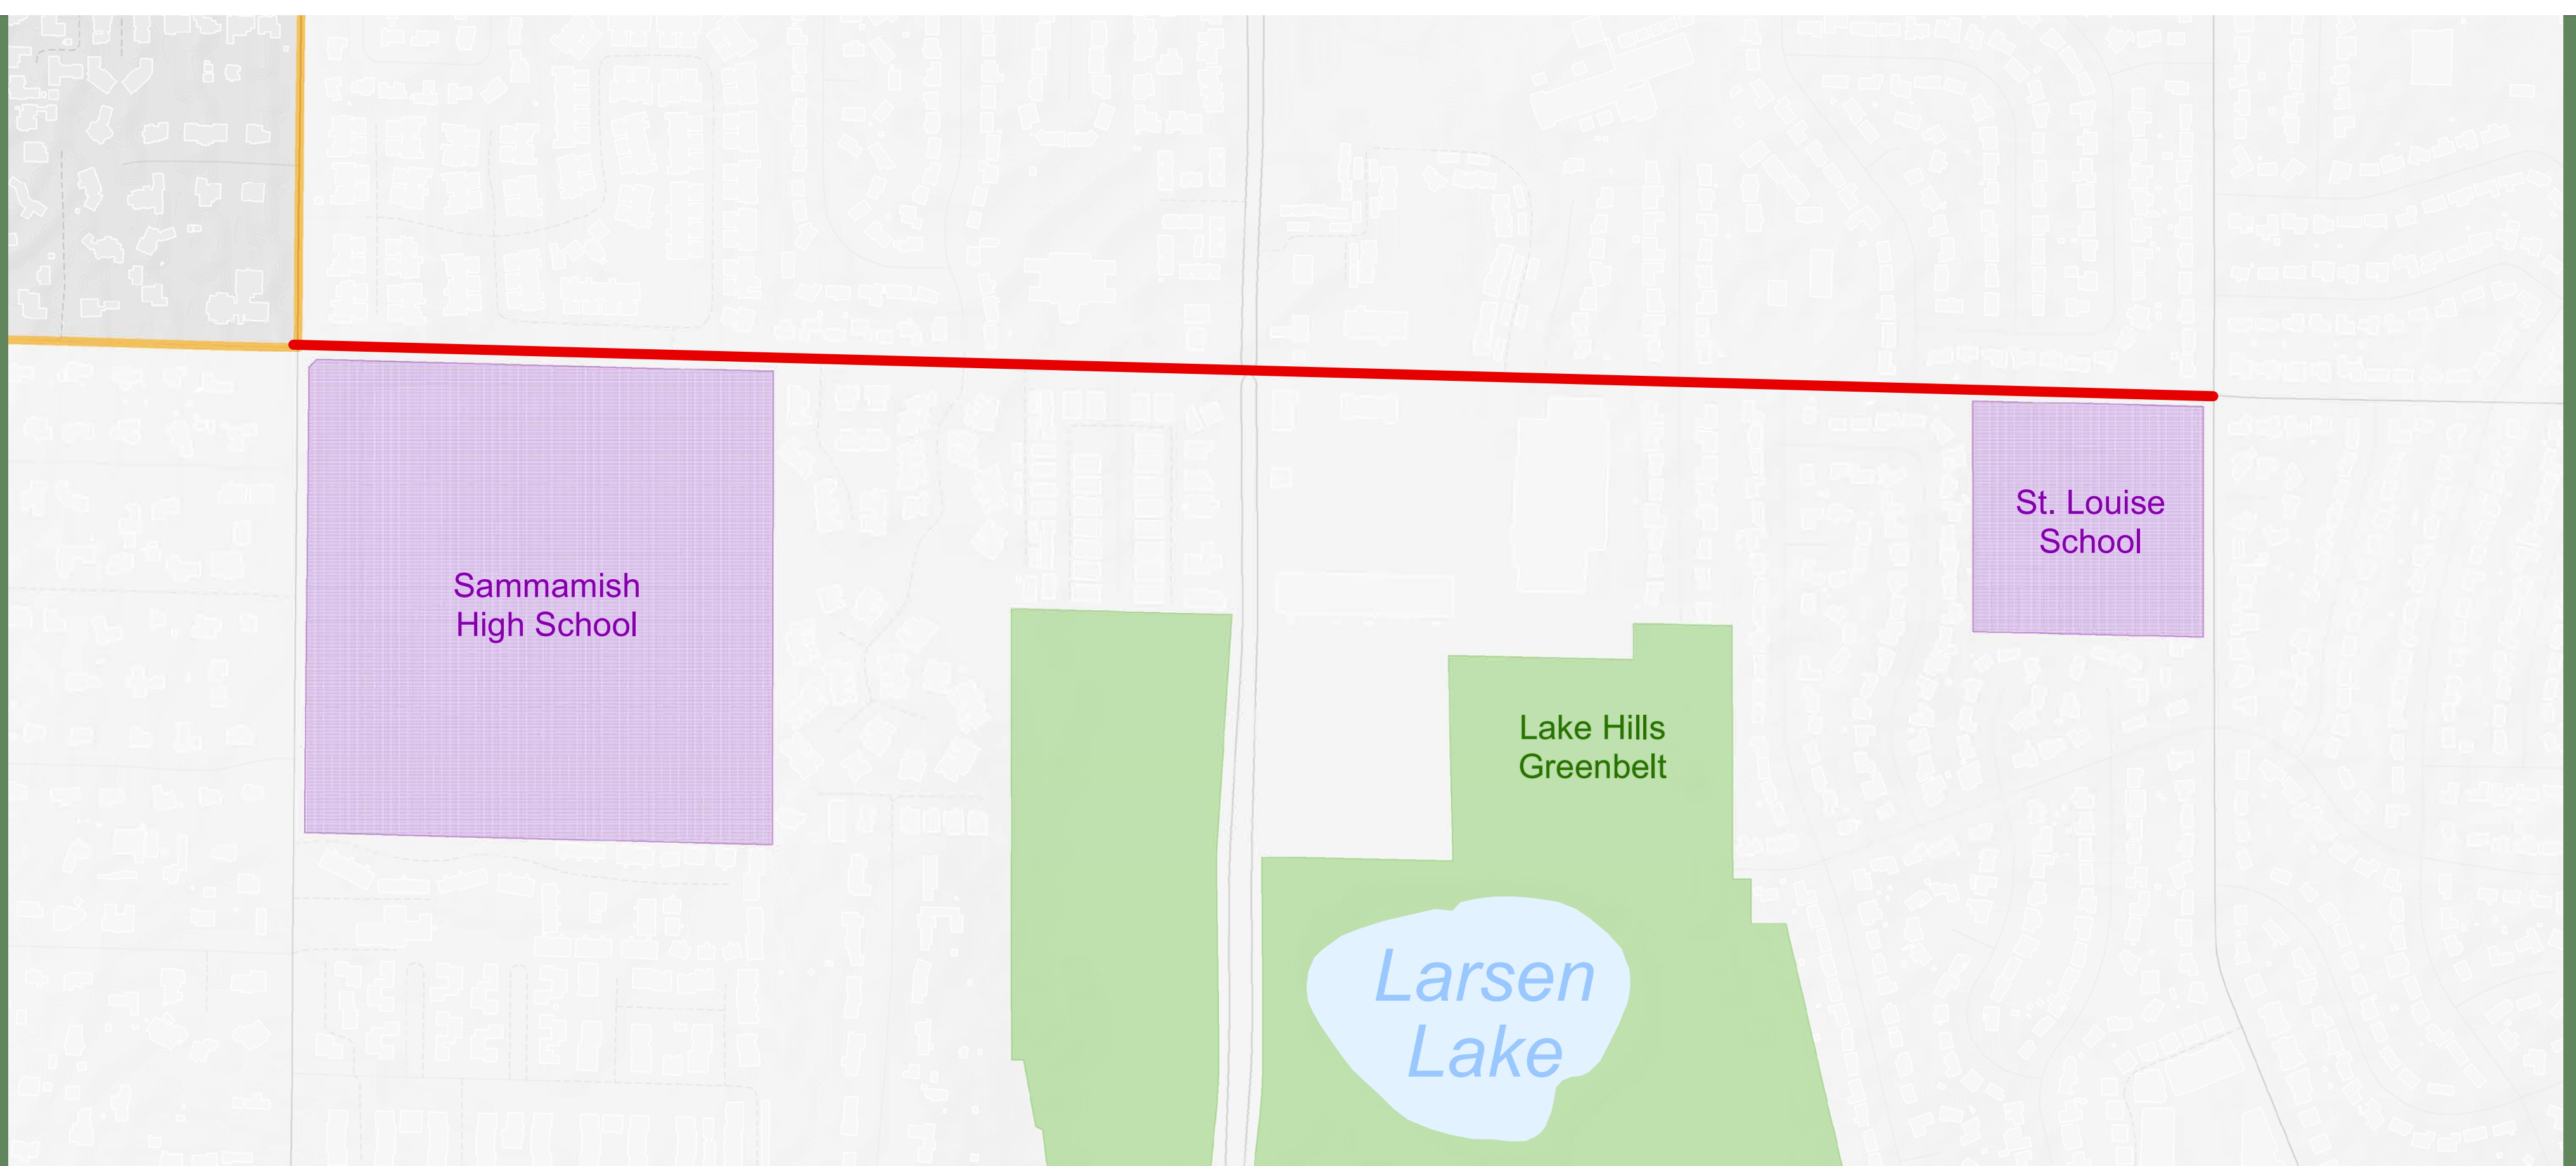 Sammamish
High School
St. Louise
School
Lake Hills
Greenbelt
Larsen
Lake